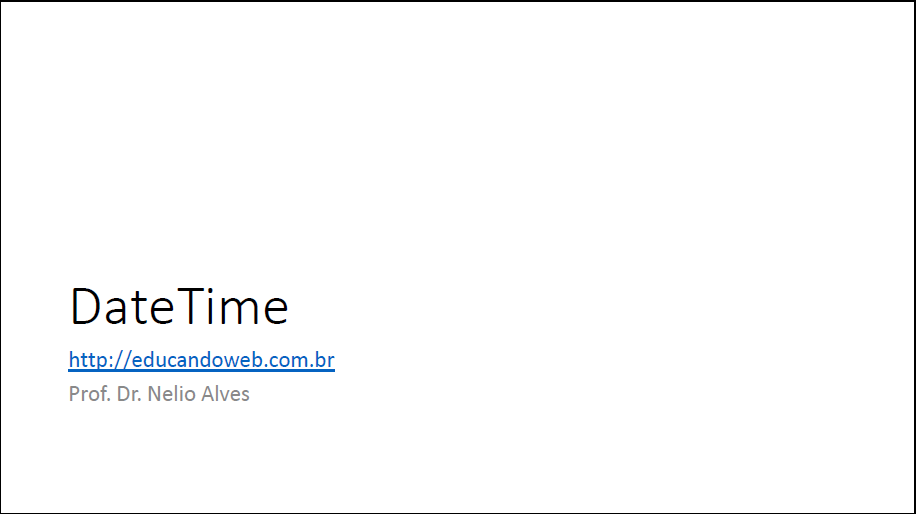 DateTime
http://educandoweb.com.br
Prof. Dr. Nelio Alves